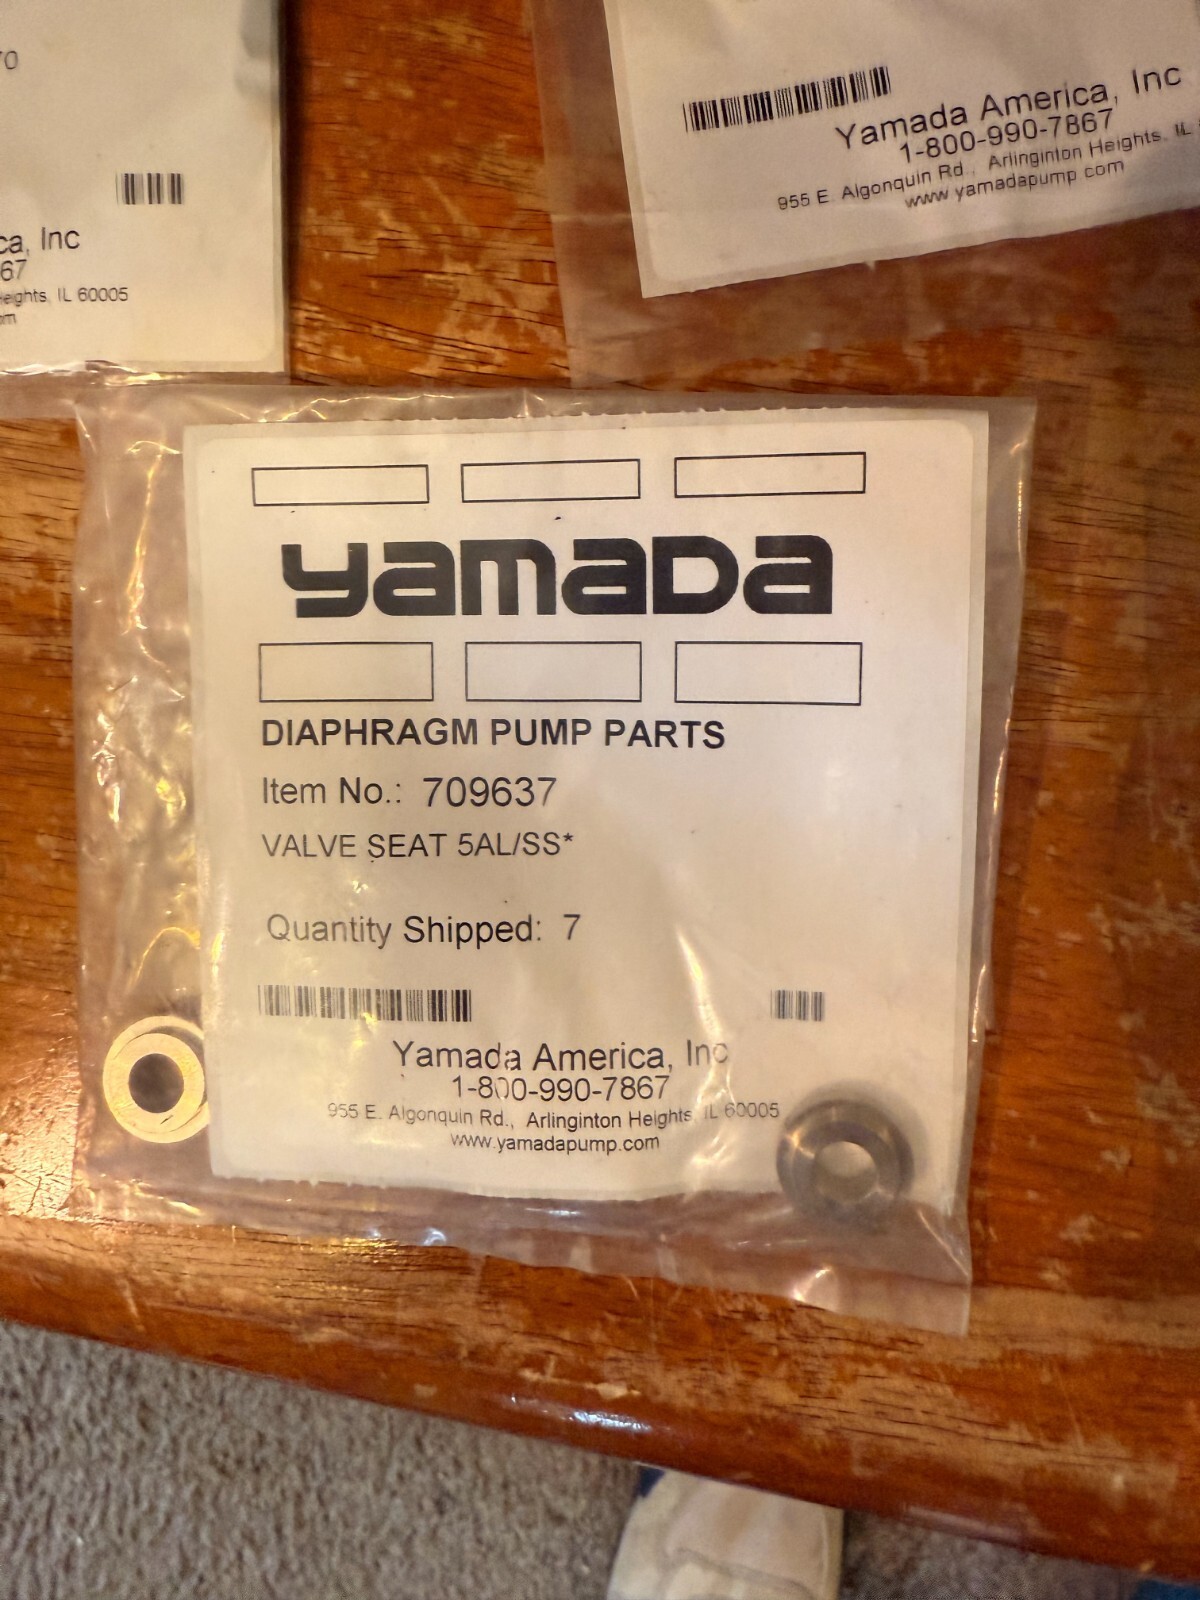 70
ca, Inc
67
eights, IL 60005
om
Yamada America, Inc
1-800-990-7867
955 E. Algonquin Rd., Arlinginton Heights, IL
www.yamadapump.com
yamada
DIAPHRAGM PUMP PARTS
Item No.: 709637
VALVE SEAT 5AL/SS*
Quantity Shipped: 7
Yamada America, Inc
1-800-990-7867
955 E. Algonquin Rd., Arlinginton Heights, IL 60005
www.yamadapump.com